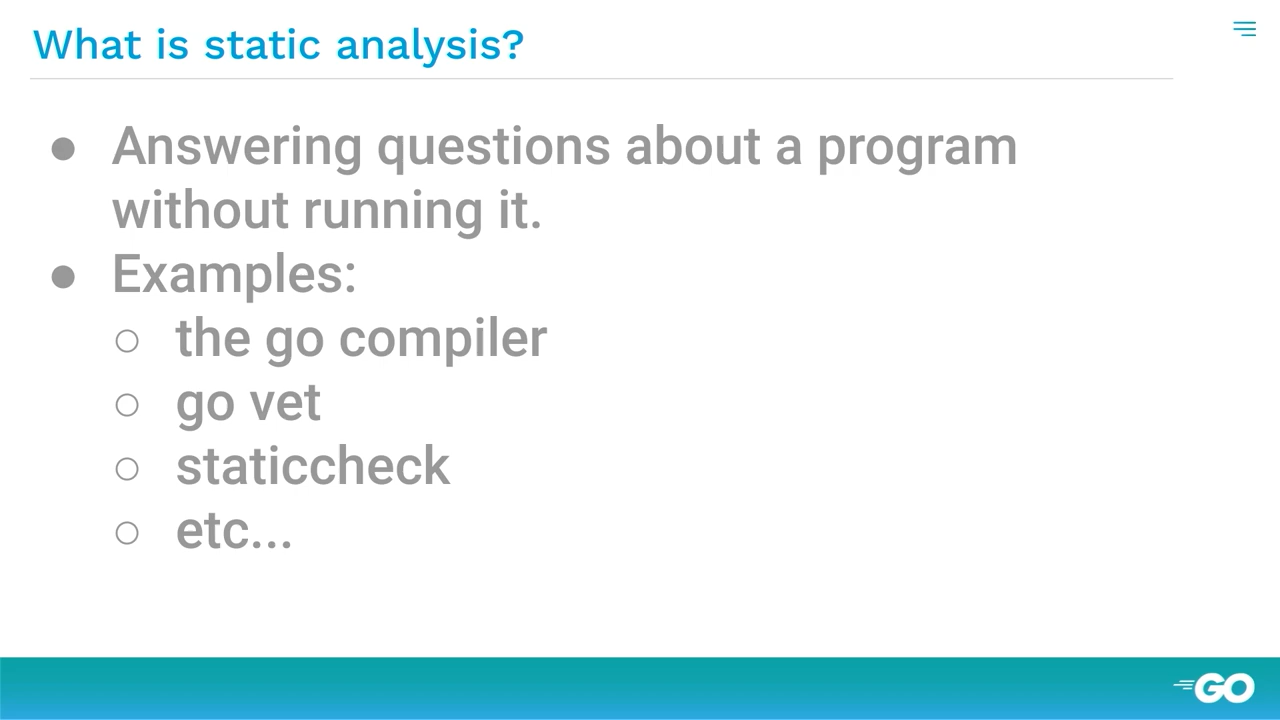 What is static analysis?
● Answering questions about a program
without running it.
● Examples:
○ the go compiler
○ go vet
○ staticcheck
○ etc...
GO